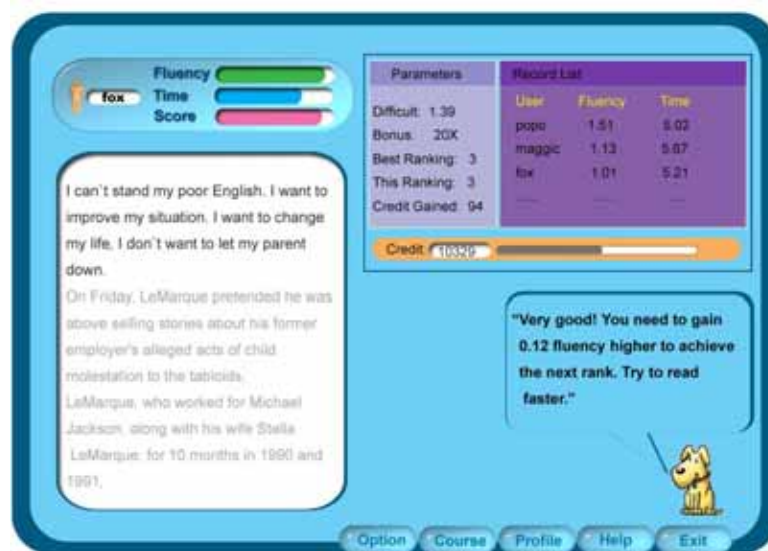 Fluency
fox
Time
Score
I can't stand my poor English. I want to
improve my situation. I want to change
my life, I don't want to let my parent
down.
On Friday, LeMarque pretended he was
above selling stories about his former
employer's alleged acts of child
molestation to the tabloids.
LeMarque, who worked for Michael
Jackson along with his wife Stella
LeMarque, for 10 months in 1990 and
1991,
Parameters
Difficult: 1.39
Bonus: 20X
Best Ranking: 3
This Ranking: 3
Credit Gained: 94
Record List
User Fluency Time
popo 1.51 5.02
maggic 1.13 5.67
fox 1.01 5.21
Credit 10329
"Very good! You need to gain
0.12 fluency higher to achieve
the next rank. Try to read
faster."
Option Course Profile Help Exit